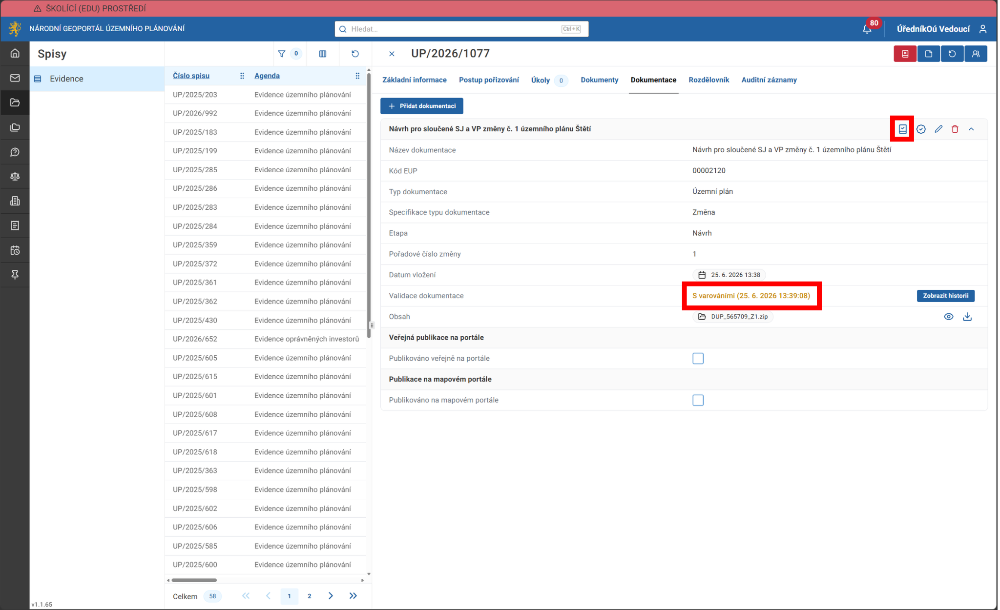 ŠKOLÍCÍ (EDU) PROSTŘEDÍ
NÁRODNÍ GEOPORTÁL ÚZEMNÍHO PLÁNOVÁNÍ
Hledat...
Ctrl+K
80
ÚředníkOú Vedoucí
Spisy
0
UP/2026/1077
Evidence
Číslo spisu
Agenda
Základní informace
Postup pořizování
Úkoly 0
Dokumenty
Dokumentace
Rozdělovník
Auditní záznamy
UP/2025/203 Evidence územního plánování
UP/2026/992 Evidence územního plánování
UP/2025/183 Evidence územního plánování
UP/2025/199 Evidence územního plánování
UP/2025/285 Evidence územního plánování
UP/2025/286 Evidence územního plánování
UP/2025/283 Evidence územního plánování
UP/2025/284 Evidence územního plánování
UP/2025/359 Evidence územního plánování
UP/2025/372 Evidence územního plánování
UP/2025/361 Evidence územního plánování
UP/2025/362 Evidence územního plánování
UP/2025/430 Evidence územního plánování
UP/2026/652 Evidence oprávněných investorů
UP/2025/605 Evidence územního plánování
UP/2025/615 Evidence územního plánování
UP/2025/601 Evidence územního plánování
UP/2025/608 Evidence územního plánování
UP/2025/617 Evidence územního plánování
UP/2025/618 Evidence územního plánování
UP/2025/363 Evidence územního plánování
UP/2025/598 Evidence územního plánování
UP/2025/602 Evidence územního plánování
UP/2025/606 Evidence územního plánování
UP/2025/585 Evidence územního plánování
UP/2025/600 Evidence územního plánování
Celkem 58
1 2
v1.1.65
Přidat dokumentaci
Návrh pro sloučené SJ a VP změny č. 1 územního plánu Štětí
Název dokumentace Návrh pro sloučené SJ a VP změny č. 1 územního plánu Štětí
Kód EUP 00002120
Typ dokumentace Územní plán
Specifikace typu dokumentace Změna
Etapa Návrh
Pořadové číslo změny 1
Datum vložení 25. 6. 2026 13:38
Validace dokumentace S varováními (25. 6. 2026 13:39:08) Zobrazit historii
Obsah DUP_565709_Z1.zip
Veřejná publikace na portále
Publikováno veřejně na portále
Publikace na mapovém portále
Publikováno na mapovém portále